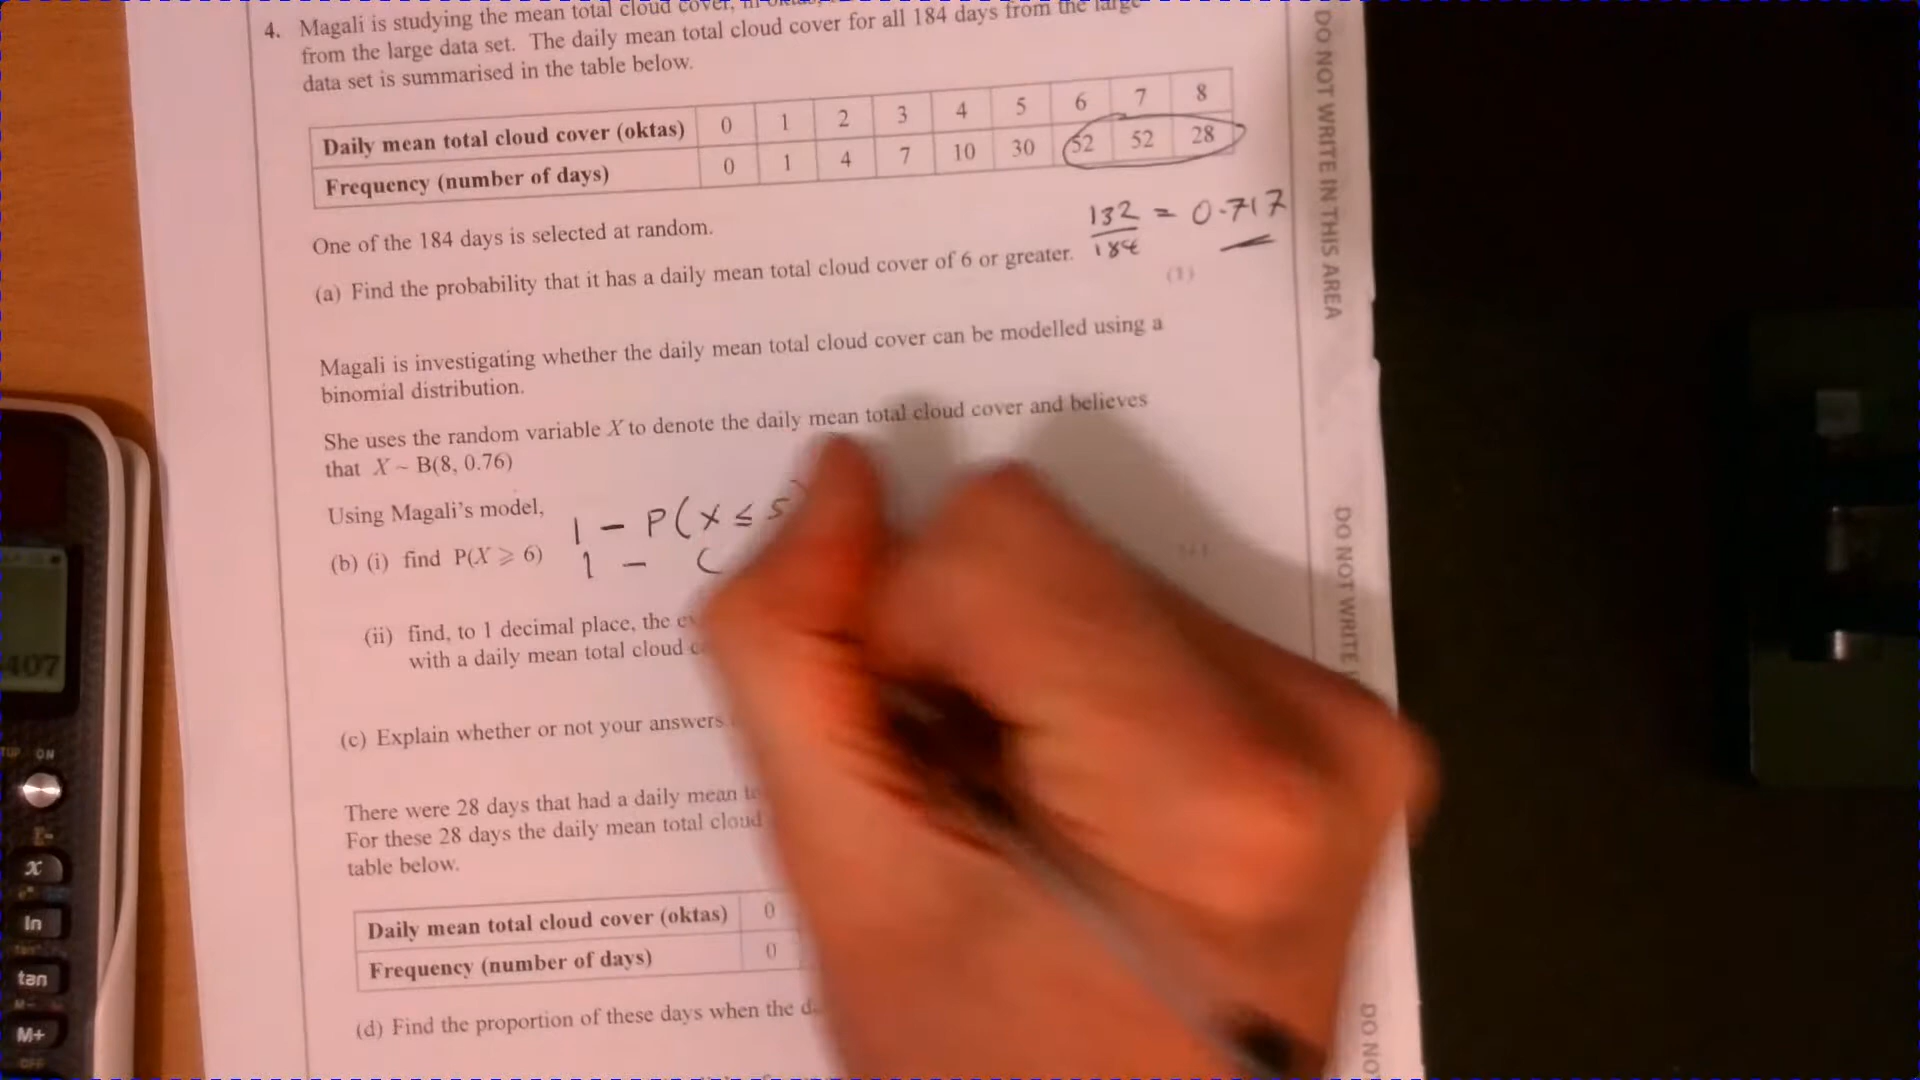 4. Magali is studying the mean total cloud cover, in
from the large data set. The daily mean total cloud cover for all 184 days from the large
data set is summarised in the table below.
Daily mean total cloud cover (oktas) 0 1 2 3 4 5 6 7 8
Frequency (number of days) 0 1 4 7 10 30 52 52 28
132/184 = 0.717
One of the 184 days is selected at random.
(a) Find the probability that it has a daily mean total cloud cover of 6 or greater.
(1)
Magali is investigating whether the daily mean total cloud cover can be modelled using a
binomial distribution.
She uses the random variable X to denote the daily mean total cloud cover and believes
that X ~ B(8, 0.76)
Using Magali's model,
1 - P(X ≤ 5)
(b) (i) find P(X ⩾ 6)
1 - (
(ii) find, to 1 decimal place, the
with a daily mean total cloud
(c) Explain whether or not your answers
There were 28 days that had a daily mean
For these 28 days the daily mean total cloud
table below.
Daily mean total cloud cover (oktas) 0
Frequency (number of days) 0
(d) Find the proportion of these days when the
DO NOT WRITE IN THIS AREA
DO NOT WRITE
DO NO
407
ON
x
ln
tan
M+
OFF